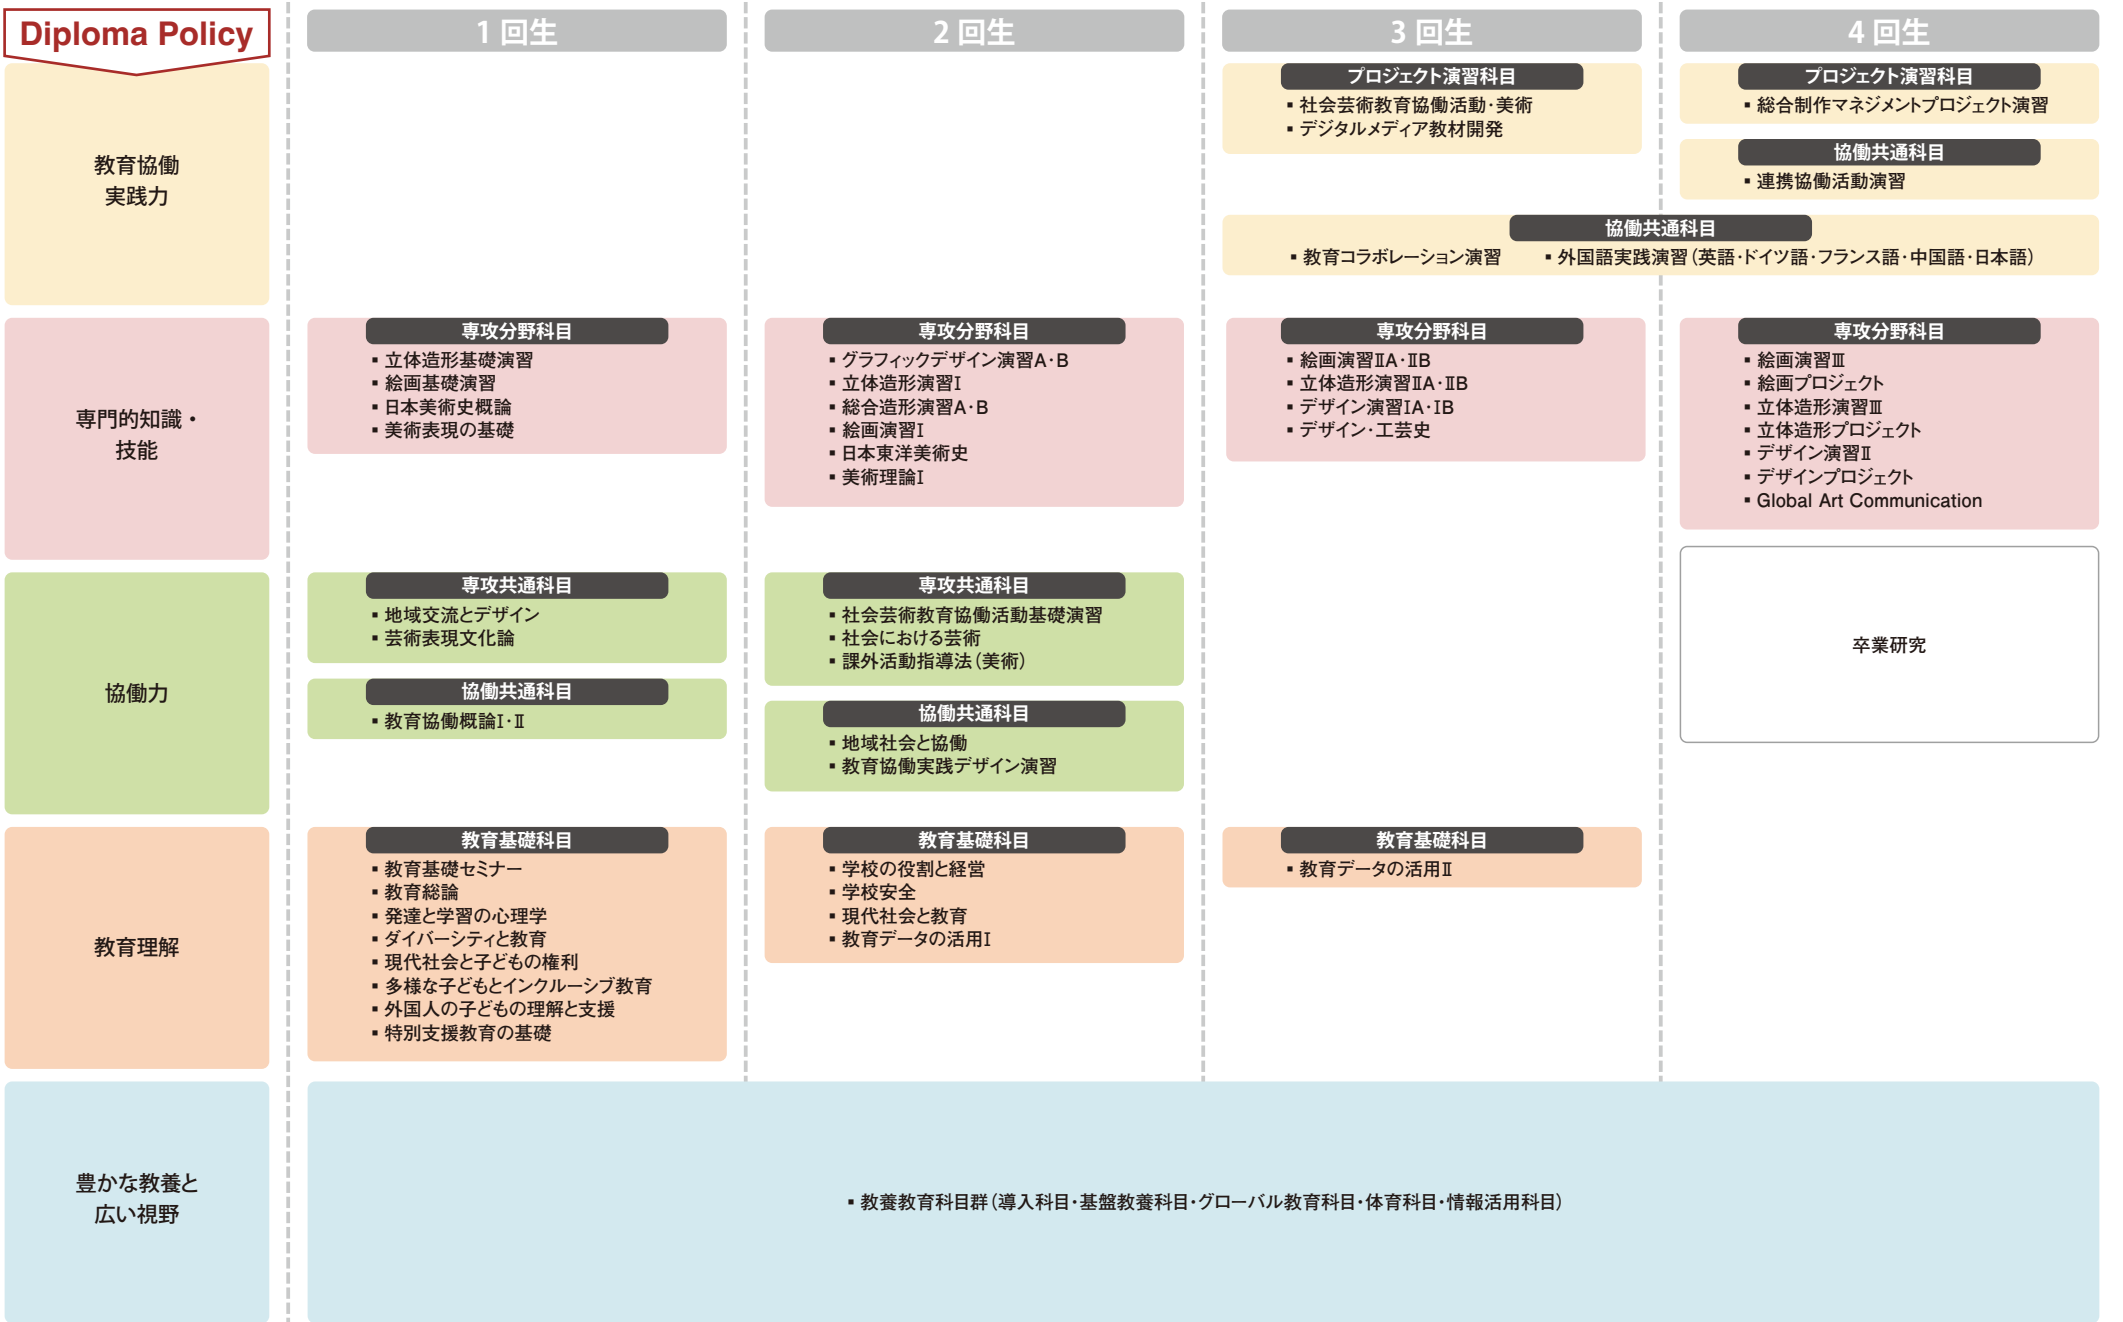 Diploma Policy
1 回生
2 回生
3 回生
4 回生
教育協働
実践力
プロジェクト演習科目
▪ 社会芸術教育協働活動・美術
▪ デジタルメディア教材開発
プロジェクト演習科目
▪ 総合制作マネジメントプロジェクト演習
協働共通科目
▪ 連携協働活動演習
協働共通科目
▪ 教育コラボレーション演習 ▪ 外国語実践演習(英語・ドイツ語・フランス語・中国語・日本語)
専門的知識・
技能
専攻分野科目
▪ 立体造形基礎演習
▪ 絵画基礎演習
▪ 日本美術史概論
▪ 美術表現の基礎
専攻分野科目
▪ グラフィックデザイン演習A・B
▪ 立体造形演習Ⅰ
▪ 総合造形演習A・B
▪ 絵画演習Ⅰ
▪ 日本東洋美術史
▪ 美術理論Ⅰ
専攻分野科目
▪ 絵画演習ⅡA・ⅡB
▪ 立体造形演習ⅡA・ⅡB
▪ デザイン演習ⅠA・ⅠB
▪ デザイン・工芸史
専攻分野科目
▪ 絵画演習Ⅲ
▪ 絵画プロジェクト
▪ 立体造形演習Ⅲ
▪ 立体造形プロジェクト
▪ デザイン演習Ⅱ
▪ デザインプロジェクト
▪ Global Art Communication
協働力
専攻共通科目
▪ 地域交流とデザイン
▪ 芸術表現文化論
協働共通科目
▪ 教育協働概論Ⅰ・Ⅱ
専攻共通科目
▪ 社会芸術教育協働活動基礎演習
▪ 社会における芸術
▪ 課外活動指導法(美術)
協働共通科目
▪ 地域社会と協働
▪ 教育協働実践デザイン演習
卒業研究
教育理解
教育基礎科目
▪ 教育基礎セミナー
▪ 教育総論
▪ 発達と学習の心理学
▪ ダイバーシティと教育
▪ 現代社会と子どもの権利
▪ 多様な子どもとインクルーシブ教育
▪ 外国人の子どもの理解と支援
▪ 特別支援教育の基礎
教育基礎科目
▪ 学校の役割と経営
▪ 学校安全
▪ 現代社会と教育
▪ 教育データの活用Ⅰ
教育基礎科目
▪ 教育データの活用Ⅱ
豊かな教養と
広い視野
▪ 教養教育科目群(導入科目・基盤教養科目・グローバル教育科目・体育科目・情報活用科目)